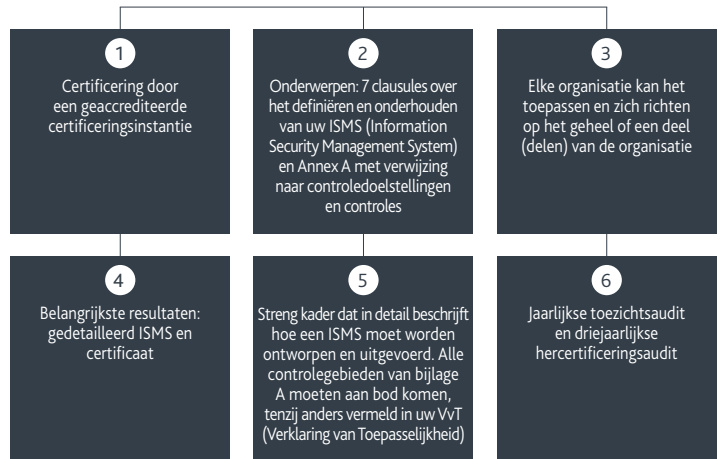 1
Certificering door
een geaccrediteerde
certificeringsinstantie
2
Onderwerpen: 7 clausules over
het definiëren en onderhouden
van uw ISMS (Information
Security Management System)
en Annex A met verwijzing
naar controledoelstellingen
en controles
3
Elke organisatie kan het
toepassen en zich richten
op het geheel of een deel
(delen) van de organisatie
4
Belangrijkste resultaten:
gedetailleerd ISMS en
certificaat
5
Streng kader dat in detail beschrijft
hoe een ISMS moet worden
ontworpen en uitgevoerd. Alle
controlegebieden van bijlage
A moeten aan bod komen,
tenzij anders vermeld in uw VvT
(Verklaring van Toepasselijkheid)
6
Jaarlijkse toezichtsaudit
en driejaarlijkse
hercertificeringsaudit